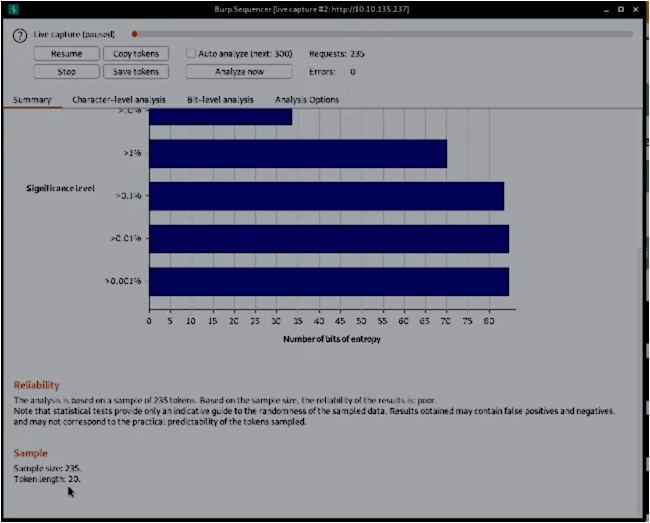 Burp Sequencer [live capture #2: http://10.10.135.237]
Live capture (paused)
Resume Copy tokens Auto analyze (next: 300) Requests: 235
Stop Save tokens Analyze now Errors: 0
Summary Character-level analysis Bit-level analysis Analysis Options
>1%
Significance level >0.1%
>0.01%
>0.001%
0 5 10 15 20 25 30 35 40 45 50 55 60 65 70 75 80
Number of bits of entropy
Reliability
The analysis is based on a sample of 235 tokens. Based on the sample size, the reliability of the results is: poor.
Note that statistical tests provide only an indicative guide to the randomness of the sampled data. Results obtained may contain false positives and negatives,
and may not correspond to the practical predictability of the tokens sampled.
Sample
Sample size: 235.
Token length: 20.